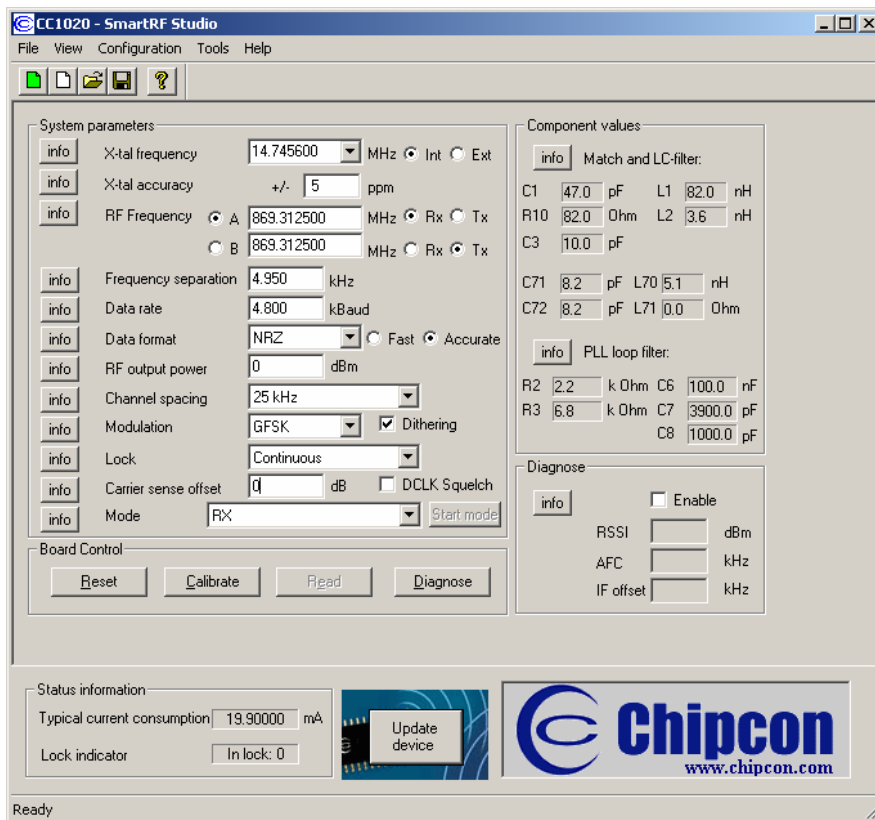 CC1020 - SmartRF Studio
File View Configuration Tools Help
System parameters
info X-tal frequency 14.745600 MHz Int Ext
info X-tal accuracy +/- 5 ppm
info RF Frequency A 869.312500 MHz Rx Tx
B 869.312500 MHz Rx Tx
info Frequency separation 4.950 kHz
info Data rate 4.800 kBaud
info Data format NRZ Fast Accurate
info RF output power 0 dBm
info Channel spacing 25 kHz
info Modulation GFSK Dithering
info Lock Continuous
info Carrier sense offset 0 dB DCLK Squelch
info Mode RX Start mode
Board Control
Reset Calibrate Read Diagnose
Component values
info Match and LC-filter:
C1 47.0 pF L1 82.0 nH
R10 82.0 Ohm L2 3.6 nH
C3 10.0 pF
C71 8.2 pF L70 5.1 nH
C72 8.2 pF L71 0.0 Ohm
info PLL loop filter:
R2 2.2 k Ohm C6 100.0 nF
R3 6.8 k Ohm C7 3900.0 pF
C8 1000.0 pF
Diagnose
info Enable
RSSI dBm
AFC kHz
IF offset kHz
Status information
Typical current consumption 19.90000 mA
Lock indicator In lock: 0
Update
device
Chipcon
www.chipcon.com
Ready